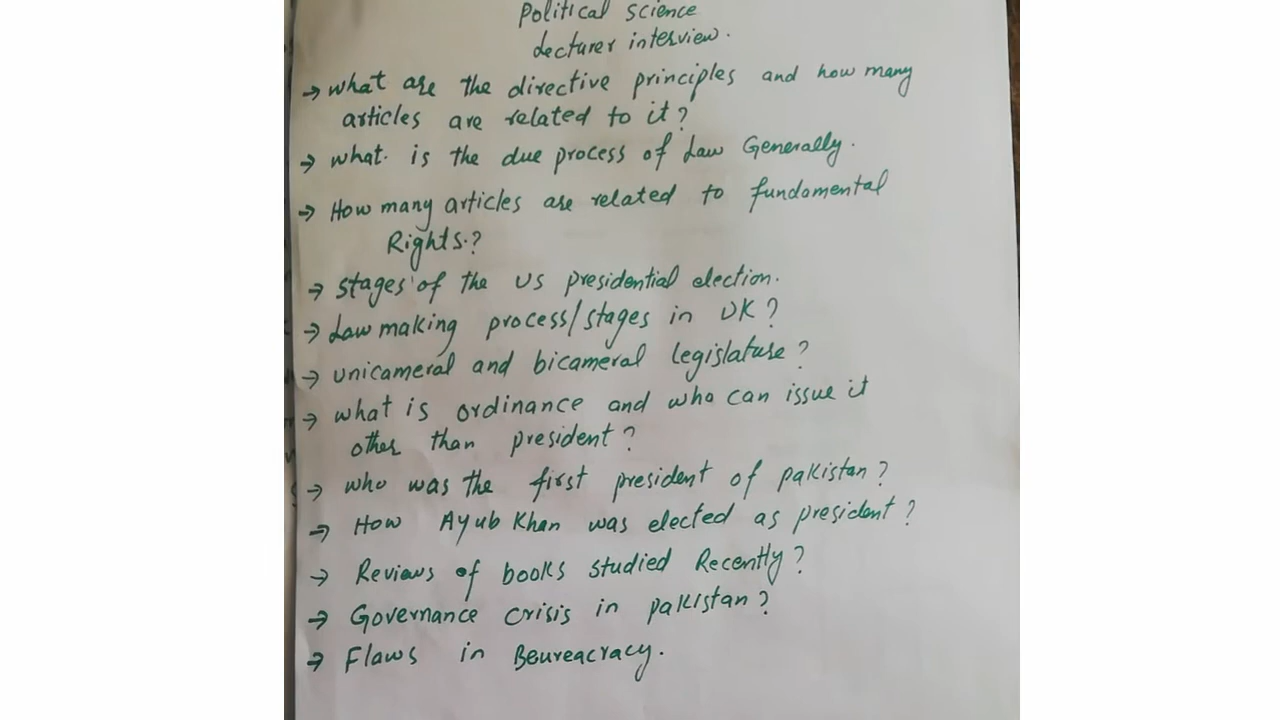 Political Science
Lecturer interview.
→ what are the directive principles and how many
articles are related to it?
→ what. is the due process of Law Generally.
→ How many articles are related to fundamental
Rights.?
→ stages of the US presidential election.
→ Law making process/stages in UK?
→ unicameral and bicameral legislature?
→ what is ordinance and who can issue it
other than president?
→ who was the first president of pakistan?
→ How Ayub Khan was elected as president?
→ Reviews of books studied Recently?
→ Governance crisis in pakistan?
→ Flaws in Beureacracy.